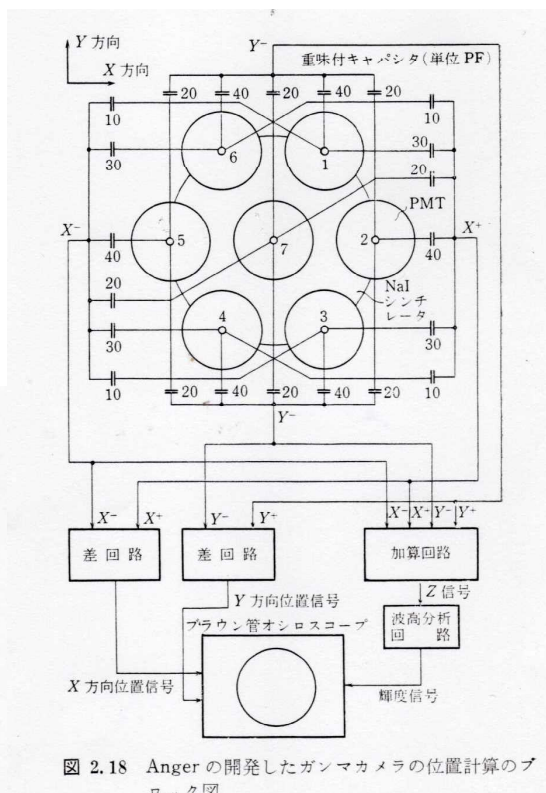 Y 方向
X 方向
Y−
重味付キャパシタ(単位 PF)
20 40 20 40 20
10
10
30
6
1
30
20
PMT
X−
5
7
2
X+
40
40
20
NaI
シンチ
レータ
4
3
30
30
10
10
20 40 20 40 20
Y−
X− X+
Y− Y+
X− X+ Y− Y+
差 回 路
差 回 路
加算回路
Z 信号
Y 方向位置信号
波高分析
回 路
ブラウン管オシロスコープ
X 方向位置信号
輝度信号
図 2.18 Anger の開発したガンマカメラの位置計算のブ
ロック図